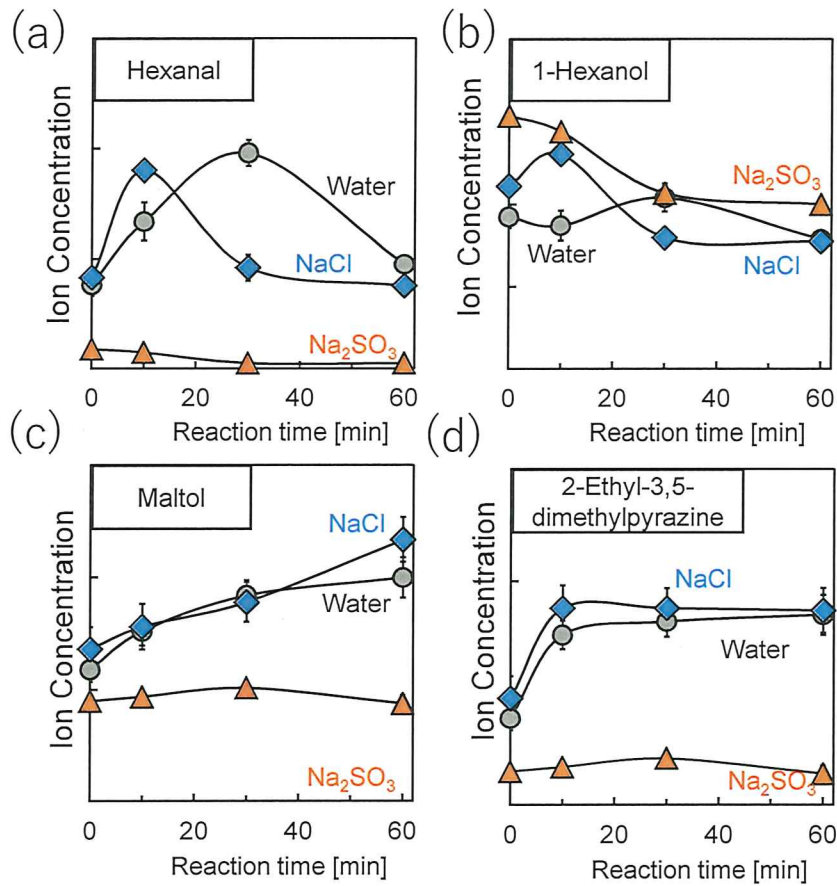 (a)
Hexanal
Ion Concentration
Water
NaCl
Na₂SO₃
0
20
40
60
Reaction time [min]
(b)
1-Hexanol
Ion Concentration
Na₂SO₃
Water
NaCl
0
20
40
60
Reaction time [min]
(c)
Maltol
Ion Concentration
NaCl
Water
Na₂SO₃
0
20
40
60
Reaction time [min]
(d)
2-Ethyl-3,5-
dimethylpyrazine
Ion Concentration
NaCl
Water
Na₂SO₃
0
20
40
60
Reaction time [min]